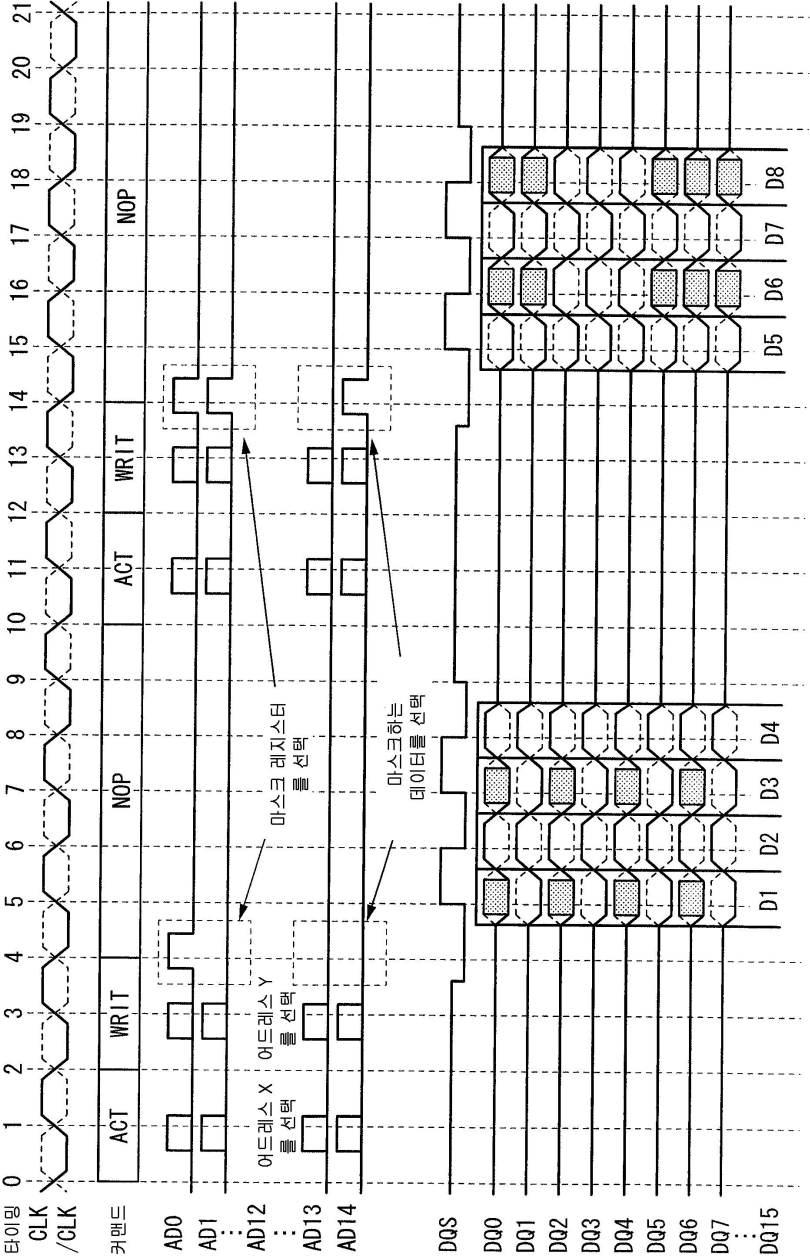 타이밍 0 1 2 3 4 5 6 7 8 9 10 11 12 13 14 15 16 17 18 19 20 21
CLK
/CLK
커맨드 ACT WRIT NOP ACT WRIT NOP
AD0
AD1
AD12
AD13
AD14
어드레스 X
를 선택
어드레스 Y
를 선택
마스크 레지스터
를 선택
마스크하는
데이터를 선택
DQS
DQ0
DQ1
DQ2
DQ3
DQ4
DQ5
DQ6
DQ7
DQ15
D1 D2 D3 D4 D5 D6 D7 D8